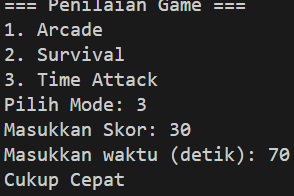 === Penilaian Game ===
1. Arcade
2. Survival
3. Time Attack
Pilih Mode: 3
Masukkan Skor: 30
Masukkan waktu (detik): 70
Cukup Cepat